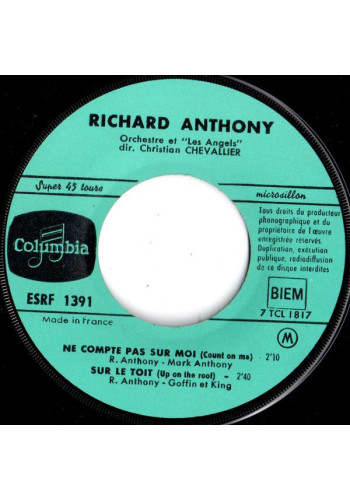 RICHARD ANTHONY
Orchestre et "Les Angels"
dir. Christian CHEVALLIER
Super 45 tours
microsillon
Columbia
Tous droits du producteur
phonographique et du
propriétaire de l'œuvre
enregistrée réservés.
Duplication, exécution
publique, radiodiffusion
de ce disque interdites
ESRF 1391
BIEM
7 TCL 1817
Made in France
M
NE COMPTE PAS SUR MOI (Count on me) - 2'10
R. Anthony - Mark Anthony
SUR LE TOIT (Up on the roof) - 2'40
R. Anthony - Goffin et King